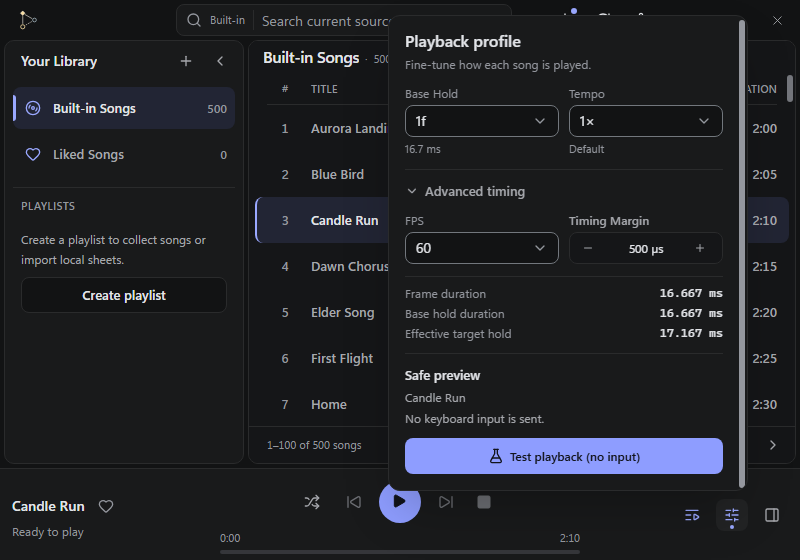 Built-in
Search current sourc
Your Library
Built-in Songs 500
Liked Songs 0
PLAYLISTS
Create a playlist to collect songs or
import local sheets.
Create playlist
Built-in Songs · 500
# TITLE ATION
1 Aurora Landi 2:00
2 Blue Bird 2:05
3 Candle Run 2:10
4 Dawn Chorus 2:15
5 Elder Song 2:20
6 First Flight 2:25
7 Home 2:30
1–100 of 500 songs
Playback profile
Fine-tune how each song is played.
Base Hold Tempo
1f 1×
16.7 ms Default
Advanced timing
FPS Timing Margin
60 − 500 µs +
Frame duration 16.667 ms
Base hold duration 16.667 ms
Effective target hold 17.167 ms
Safe preview
Candle Run
No keyboard input is sent.
Test playback (no input)
Candle Run
Ready to play
0:00 2:10